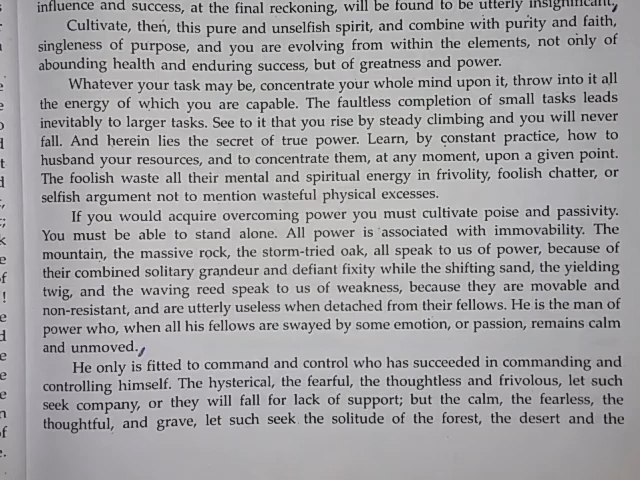 influence and success, at the final reckoning, will be found to be utterly insignificant,
Cultivate, then, this pure and unselfish spirit, and combine with purity and faith,
singleness of purpose, and you are evolving from within the elements, not only of
abounding health and enduring success, but of greatness and power.
Whatever your task may be, concentrate your whole mind upon it, throw into it all
the energy of which you are capable. The faultless completion of small tasks leads
inevitably to larger tasks. See to it that you rise by steady climbing and you will never
fall. And herein lies the secret of true power. Learn, by constant practice, how to
husband your resources, and to concentrate them, at any moment, upon a given point.
The foolish waste all their mental and spiritual energy in frivolity, foolish chatter, or
selfish argument not to mention wasteful physical excesses.
If you would acquire overcoming power you must cultivate poise and passivity.
You must be able to stand alone. All power is associated with immovability. The
mountain, the massive rock, the storm-tried oak, all speak to us of power, because of
their combined solitary grandeur and defiant fixity while the shifting sand, the yielding
twig, and the waving reed speak to us of weakness, because they are movable and
non-resistant, and are utterly useless when detached from their fellows. He is the man of
power who, when all his fellows are swayed by some emotion, or passion, remains calm
and unmoved.
He only is fitted to command and control who has succeeded in commanding and
controlling himself. The hysterical, the fearful, the thoughtless and frivolous, let such
seek company, or they will fall for lack of support; but the calm, the fearless, the
thoughtful, and grave, let such seek the solitude of the forest, the desert and the